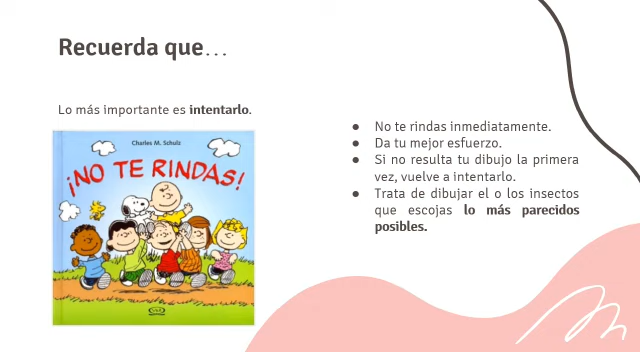 Recuerda que...
Lo más importante es intentarlo.
Charles M. Schulz
¡NO TE RINDAS!
● No te rindas inmediatamente.
● Da tu mejor esfuerzo.
● Si no resulta tu dibujo la primera
vez, vuelve a intentarlo.
● Trata de dibujar el o los insectos
que escojas lo más parecidos
posibles.